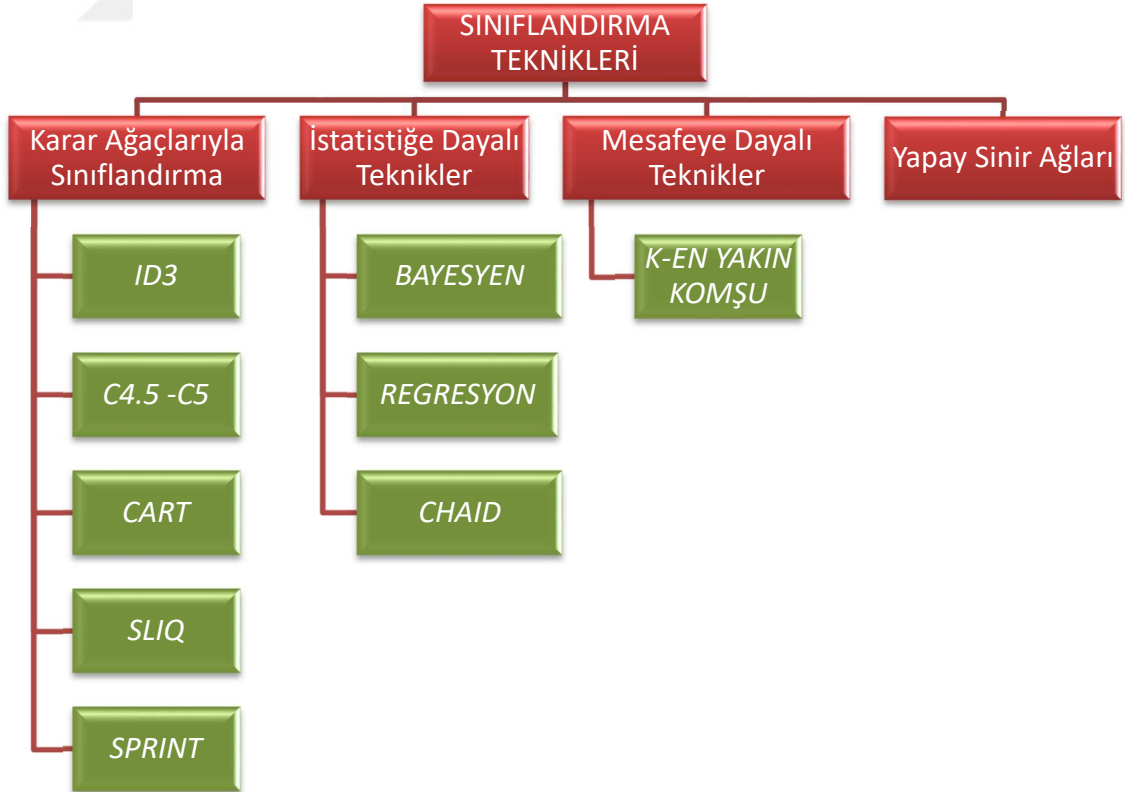 SINIFLANDIRMA
TEKNİKLERİ
Karar Ağaçlarıyla
Sınıflandırma
İstatistiğe Dayalı
Teknikler
Mesafeye Dayalı
Teknikler
Yapay Sinir Ağları
ID3
C4.5 -C5
CART
SLIQ
SPRINT
BAYESYEN
REGRESYON
CHAID
K-EN YAKIN
KOMŞU